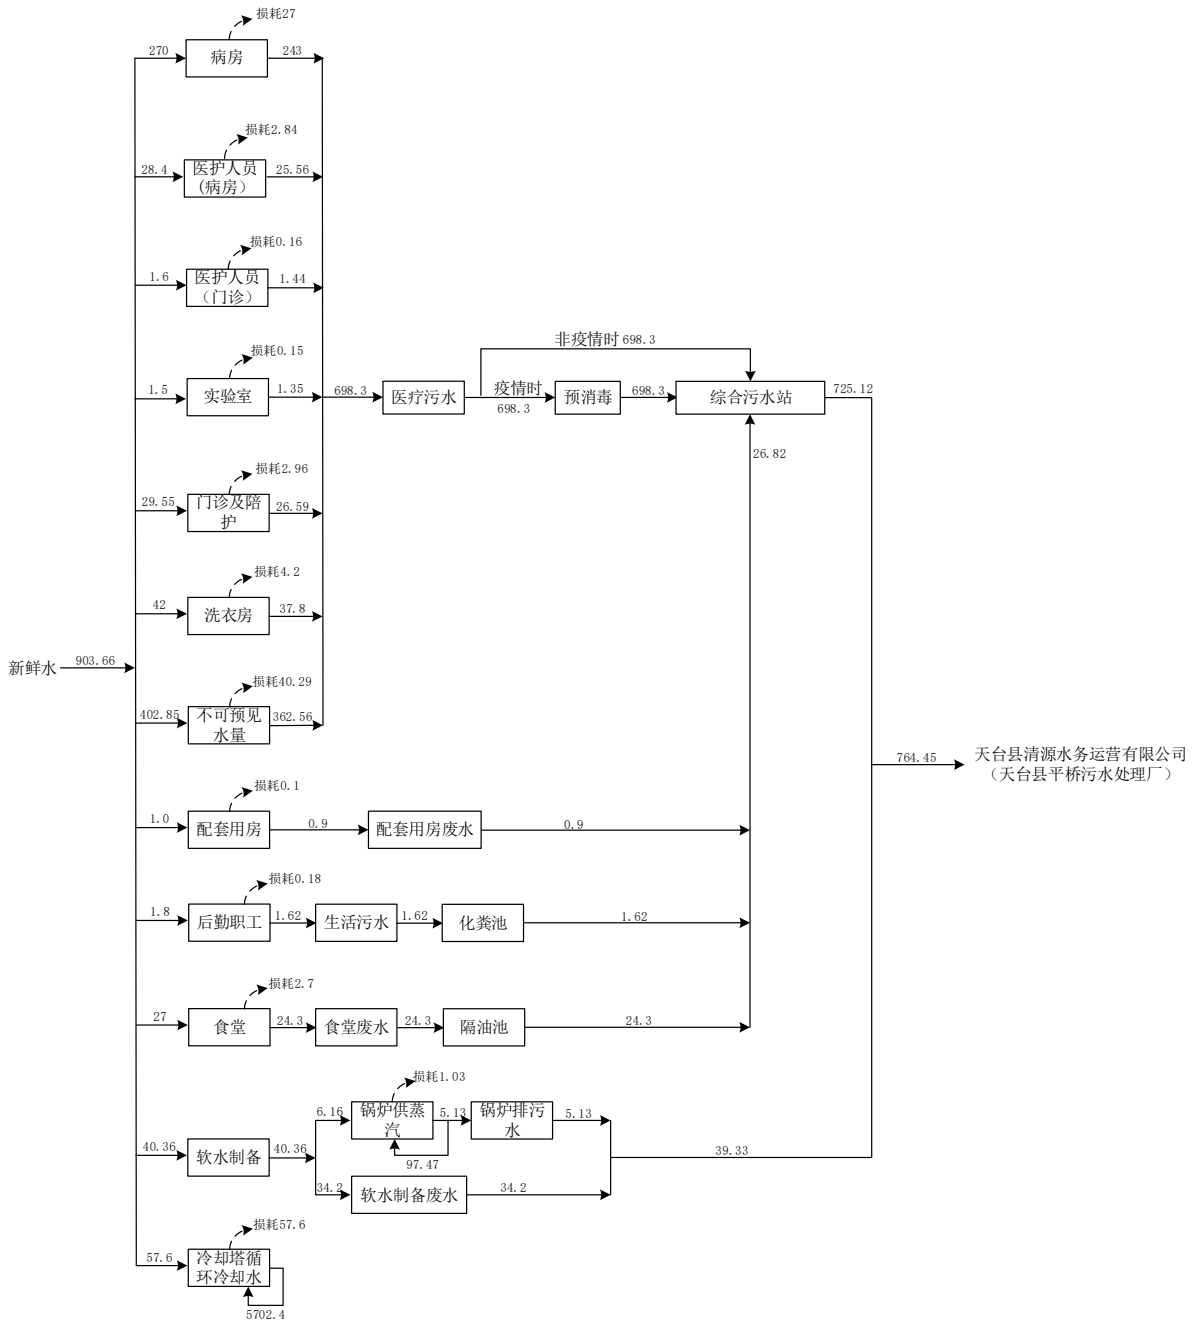 损耗27
270
病房
243
损耗2.84
28.4
医护人员
(病房）
25.56
损耗0.16
1.6
医护人员
（门诊）
1.44
损耗0.15
1.5
实验室
1.35
698.3
医疗污水
非疫情时 698.3
疫情时
698.3
预消毒
698.3
综合污水站
725.12
26.82
损耗2.96
29.55
门诊及陪
护
26.59
损耗4.2
42
洗衣房
37.8
新鲜水
903.66
损耗40.29
402.85
不可预见
水量
362.56
764.45
天台县清源水务运营有限公司
（天台县平桥污水处理厂）
损耗0.1
1.0
配套用房
0.9
配套用房废水
0.9
损耗0.18
1.8
后勤职工
1.62
生活污水
1.62
化粪池
1.62
损耗2.7
27
食堂
24.3
食堂废水
24.3
隔油池
24.3
损耗1.03
6.16
锅炉供蒸
汽
5.13
锅炉排污
水
5.13
97.47
40.36
软水制备
40.36
39.33
34.2
软水制备废水
34.2
损耗57.6
57.6
冷却塔循
环冷却水
5702.4